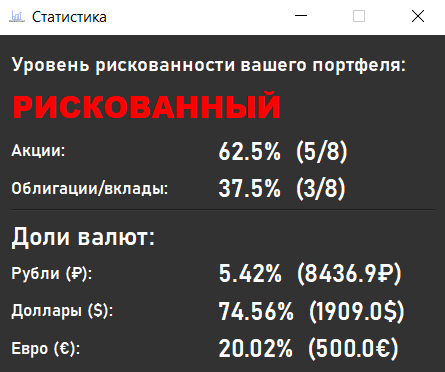 Статистика
Уровень рискованности вашего портфеля:
РИСКОВАННЫЙ
Акции: 62.5% (5/8)
Облигации/вклады: 37.5% (3/8)
Доли валют:
Рубли (₽): 5.42% (8436.9₽)
Доллары ($): 74.56% (1909.0$)
Евро (€): 20.02% (500.0€)